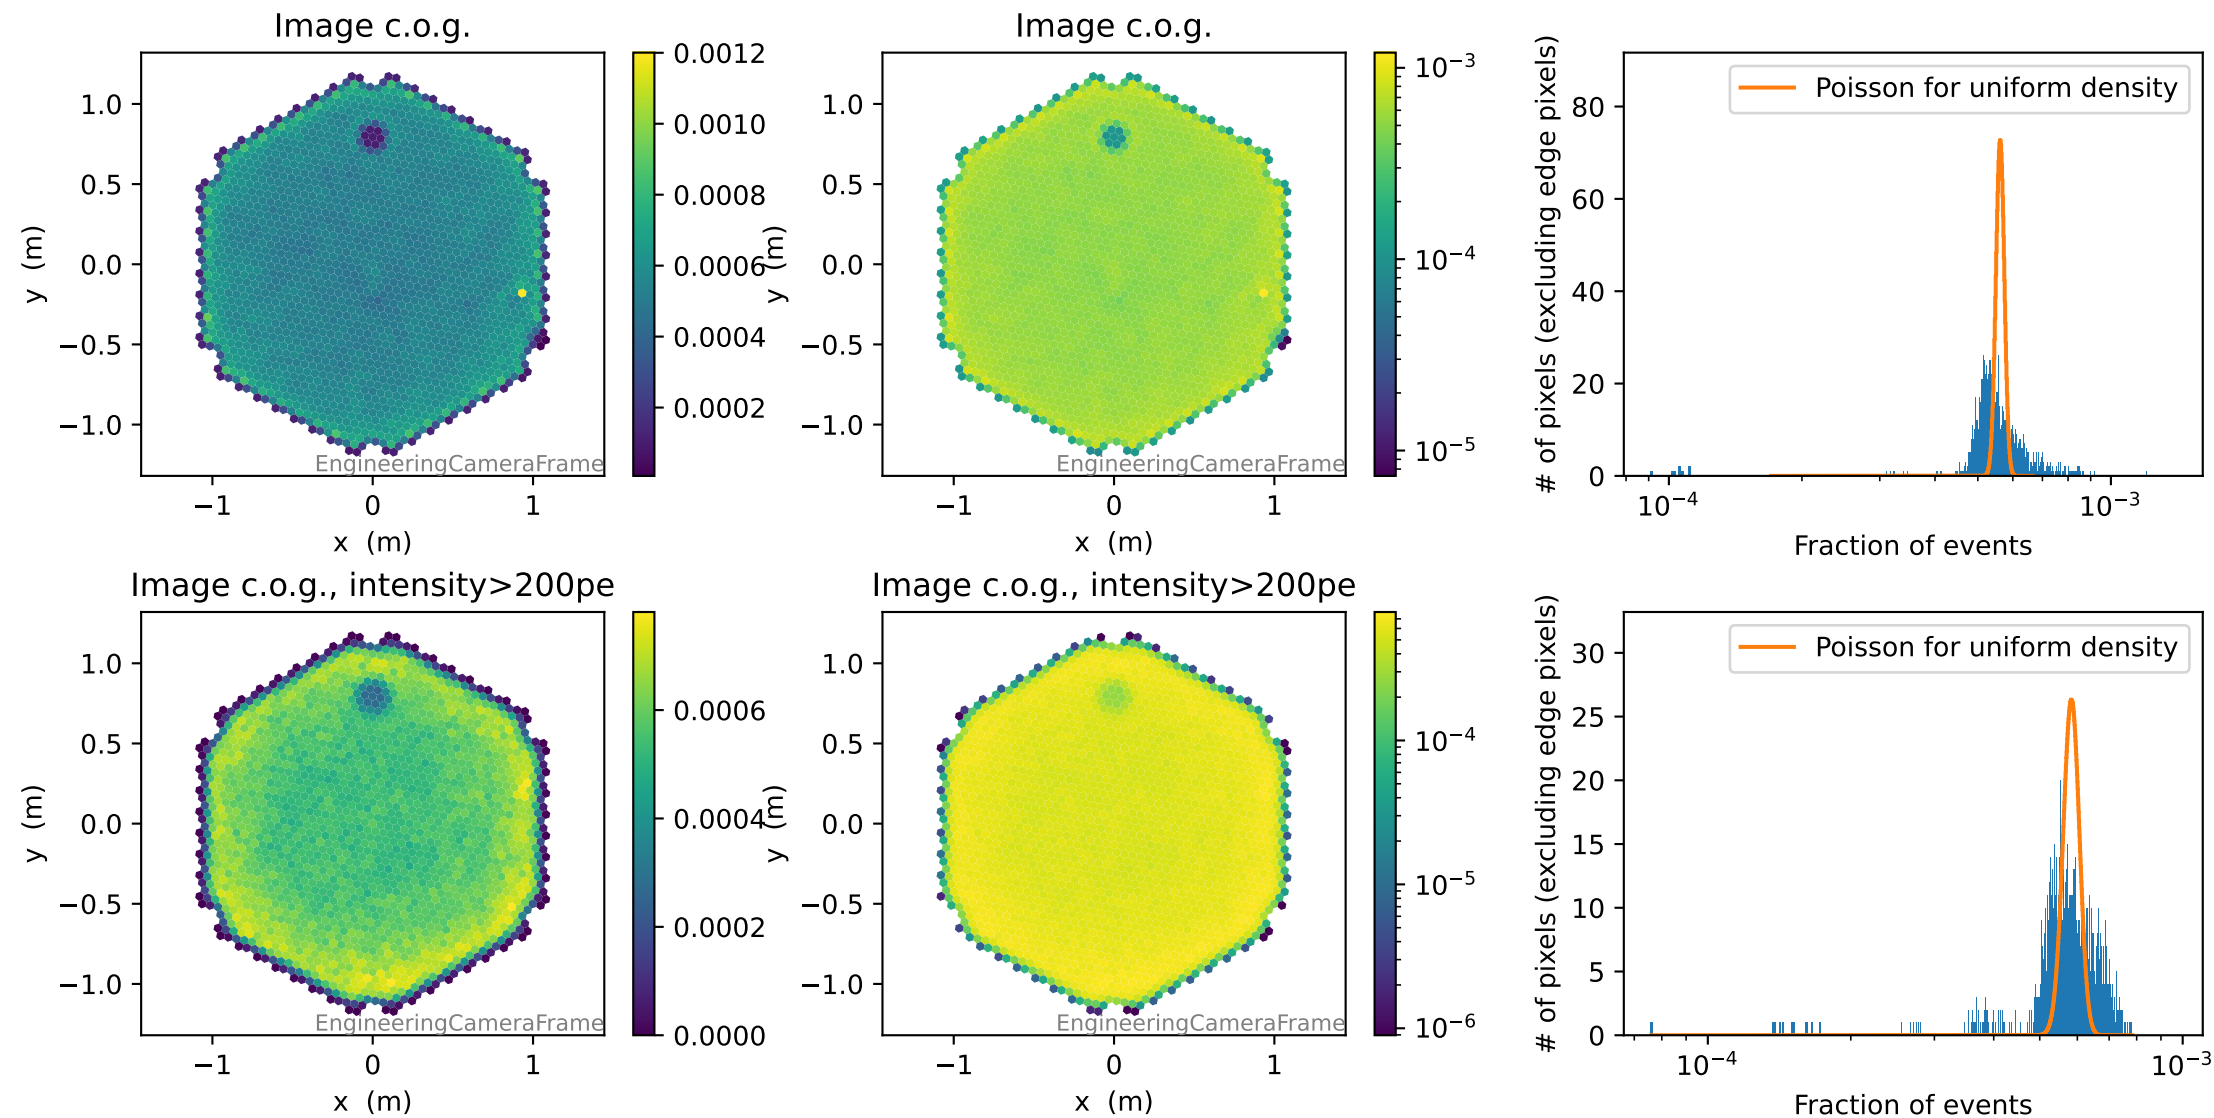 Image c.o.g.
1.0
0.5
0.0
−0.5
−1.0
y (m)
EngineeringCameraFrame
−1
0
1
x (m)
0.0012
0.0010
0.0008
0.0006
0.0004
0.0002
Image c.o.g.
1.0
0.5
0.0
−0.5
−1.0
y (m)
EngineeringCameraFrame
−1
0
1
x (m)
10⁻³
10⁻⁴
10⁻⁵
# of pixels (excluding edge pixels)
80
60
40
20
0
Poisson for uniform density
10⁻⁴
10⁻³
Fraction of events
Image c.o.g., intensity>200pe
1.0
0.5
0.0
−0.5
−1.0
y (m)
EngineeringCameraFrame
−1
0
1
x (m)
0.0006
0.0004
0.0002
0.0000
Image c.o.g., intensity>200pe
1.0
0.5
0.0
−0.5
−1.0
y (m)
EngineeringCameraFrame
−1
0
1
x (m)
10⁻⁴
10⁻⁵
10⁻⁶
# of pixels (excluding edge pixels)
30
25
20
15
10
5
0
Poisson for uniform density
10⁻⁴
10⁻³
Fraction of events